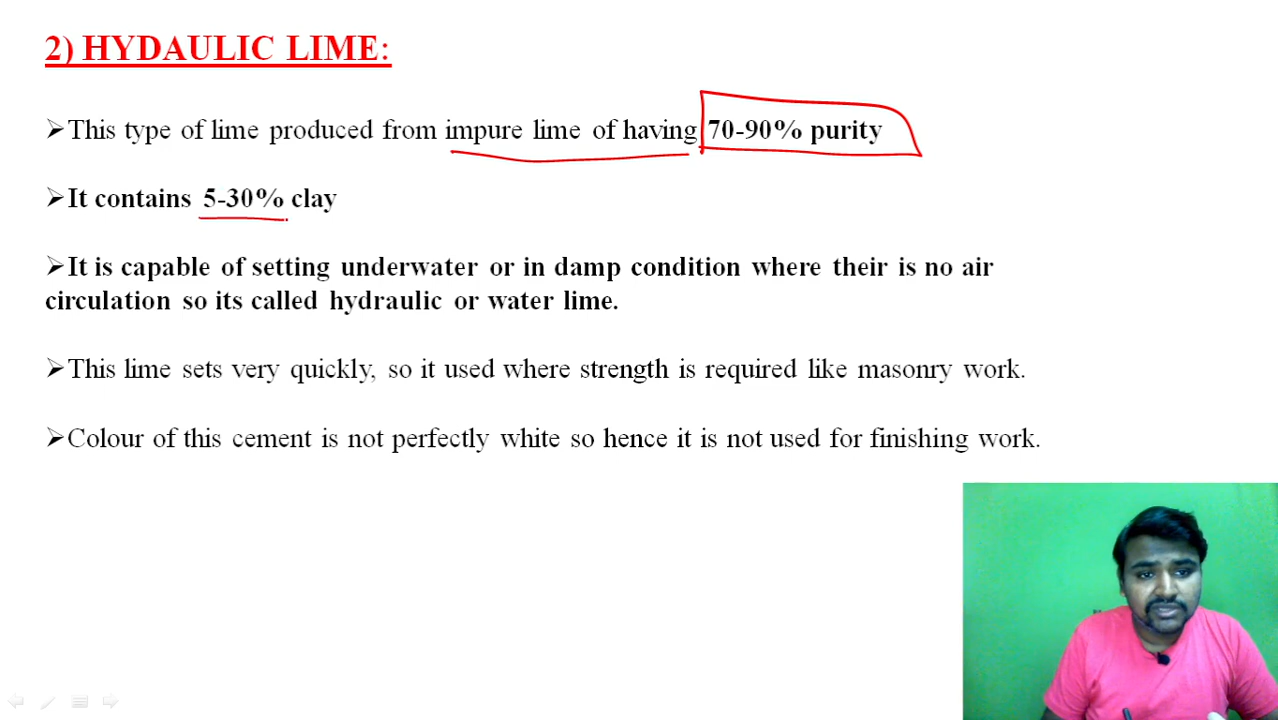 2) HYDAULIC LIME:
➢This type of lime produced from impure lime of having 70-90% purity
➢It contains 5-30% clay
➢It is capable of setting underwater or in damp condition where their is no air
circulation so its called hydraulic or water lime.
➢This lime sets very quickly, so it used where strength is required like masonry work.
➢Colour of this cement is not perfectly white so hence it is not used for finishing work.